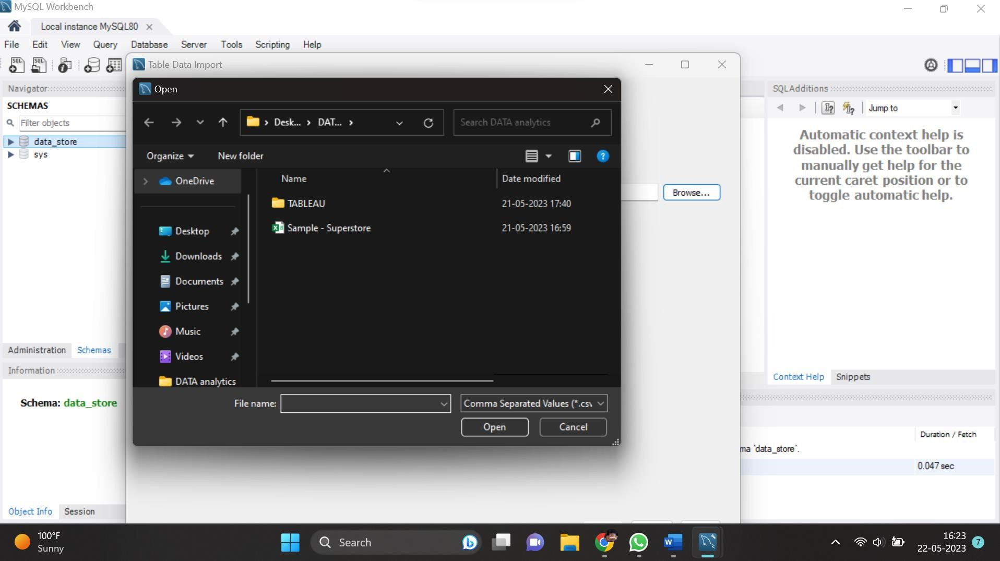 MySQL Workbench
Local instance MySQL80
File Edit View Query Database Server Tools Scripting Help
Table Data Import
Navigator
SCHEMAS
Filter objects
data_store
sys
Administration Schemas
Information
Schema: data_store
Object Info Session
Open
Desk... DAT...
Search DATA analytics
Organize New folder
Name Date modified
OneDrive
Desktop
Downloads
Documents
Pictures
Music
Videos
DATA analytics
TABLEAU 21-05-2023 17:40
Sample - Superstore 21-05-2023 16:59
File name:
Comma Separated Values (*.csv
Open Cancel
Browse...
SQLAdditions
Jump to
Automatic context help is
disabled. Use the toolbar to
manually get help for the
current caret position or to
toggle automatic help.
Context Help Snippets
Duration / Fetch
`data_store`.
0.047 sec
100°F
Sunny
Search
16:23
22-05-2023
7